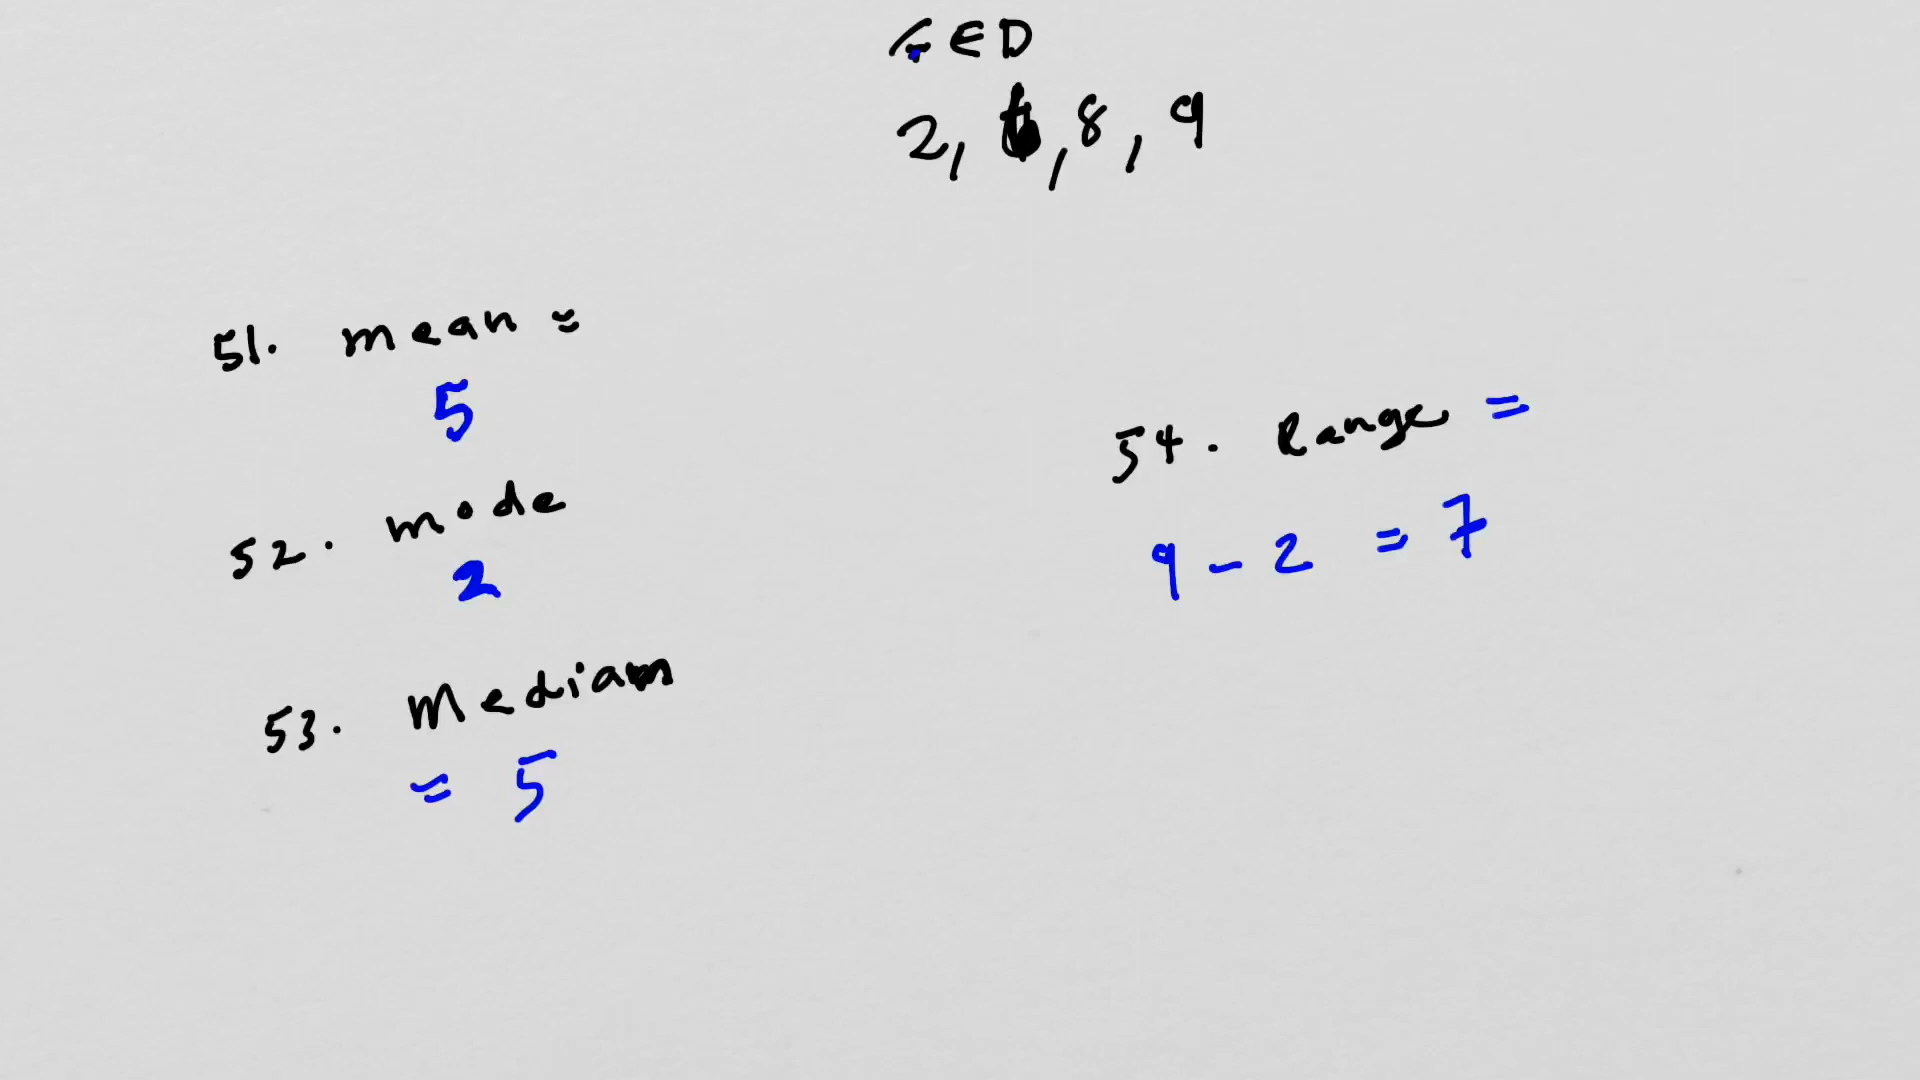 GED
2, , 8, 9
51. mean =
5
52. mode
2
53. Median
= 5
54. Range =
9 - 2 = 7